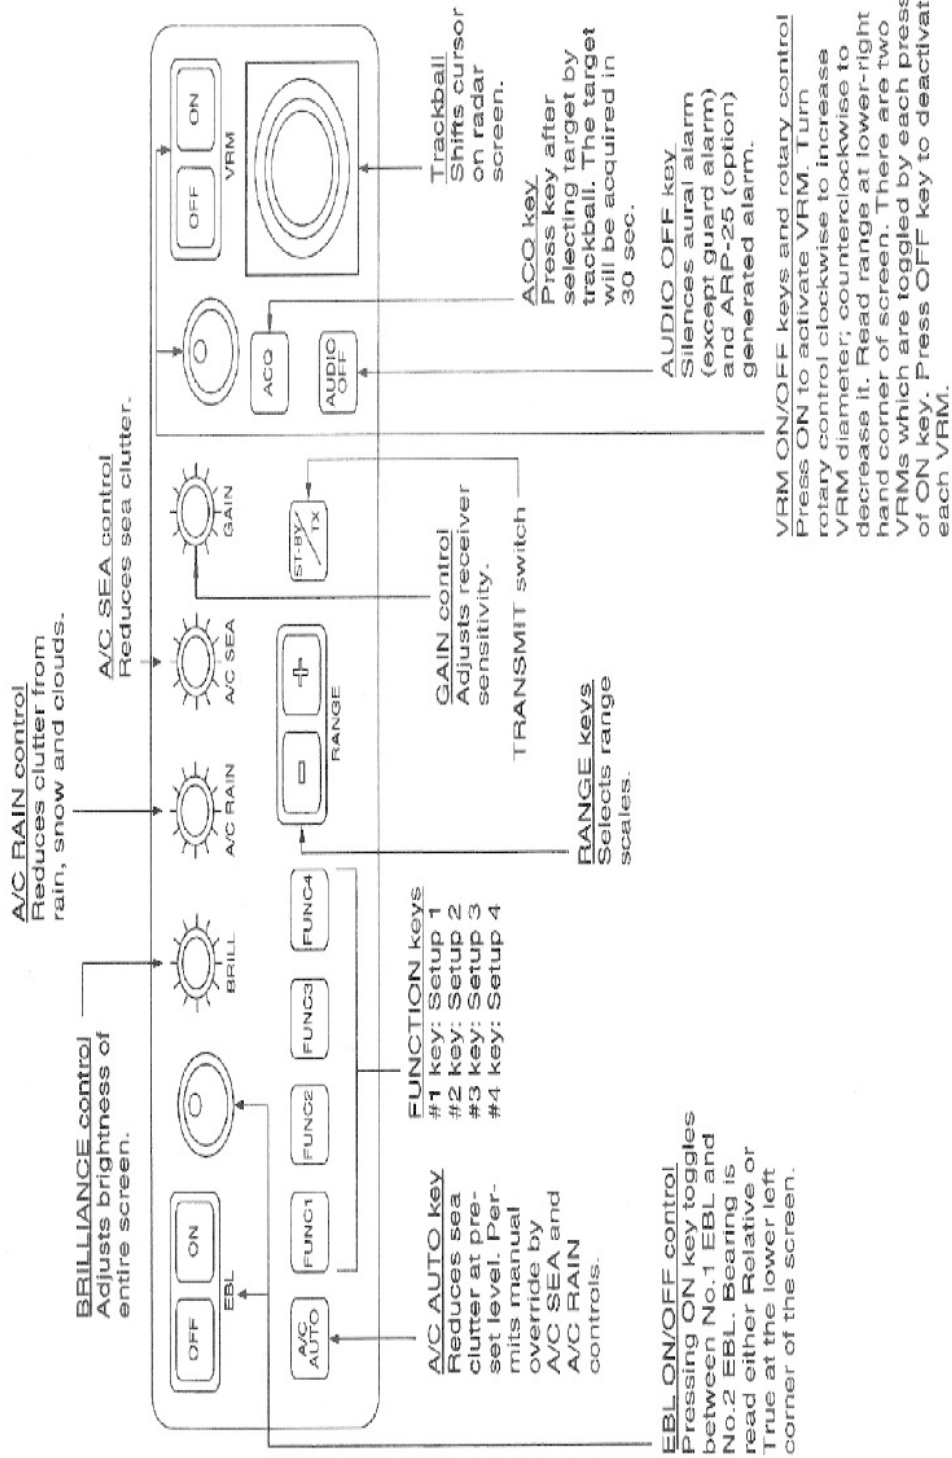 A/C RAIN control
Reduces clutter from
rain, snow and clouds.
BRILLIANCE control
Adjusts brightness of
entire screen.
A/C SEA control
Reduces sea clutter.
OFF
ON
EBL
BRILL
A/C RAIN
A/C SEA
GAIN
OFF
ON
VRM
A/C
AUTO
FUNC1
FUNC2
FUNC3
FUNC4
-
+
RANGE
ST-BY
TX
ACQ
AUDIO
OFF
A/C AUTO key
Reduces sea
clutter at pre-
set level. Per-
mits manual
override by
A/C SEA and
A/C RAIN
controls.
FUNCTION keys
#1 key: Setup 1
#2 key: Setup 2
#3 key: Setup 3
#4 key: Setup 4
GAIN control
Adjusts receiver
sensitivity.
TRANSMIT switch
Trackball
Shifts cursor
on radar
screen.
ACQ key
Press key after
selecting target by
trackball. The target
will be acquired in
30 sec.
RANGE keys
Selects range
scales.
AUDIO OFF key
Silences aural alarm
(except guard alarm)
and ARP-25 (option)
generated alarm.
EBL ON/OFF control
Pressing ON key toggles
between No.1 EBL and
No.2 EBL. Bearing is
read either Relative or
True at the lower left
corner of the screen.
VRM ON/OFF keys and rotary control
Press ON to activate VRM. Turn
rotary control clockwise to increase
VRM diameter; counterclockwise to
decrease it. Read range at lower-right
hand corner of screen. There are two
VRMs which are toggled by each press
of ON key. Press OFF key to deactivat
each VRM.